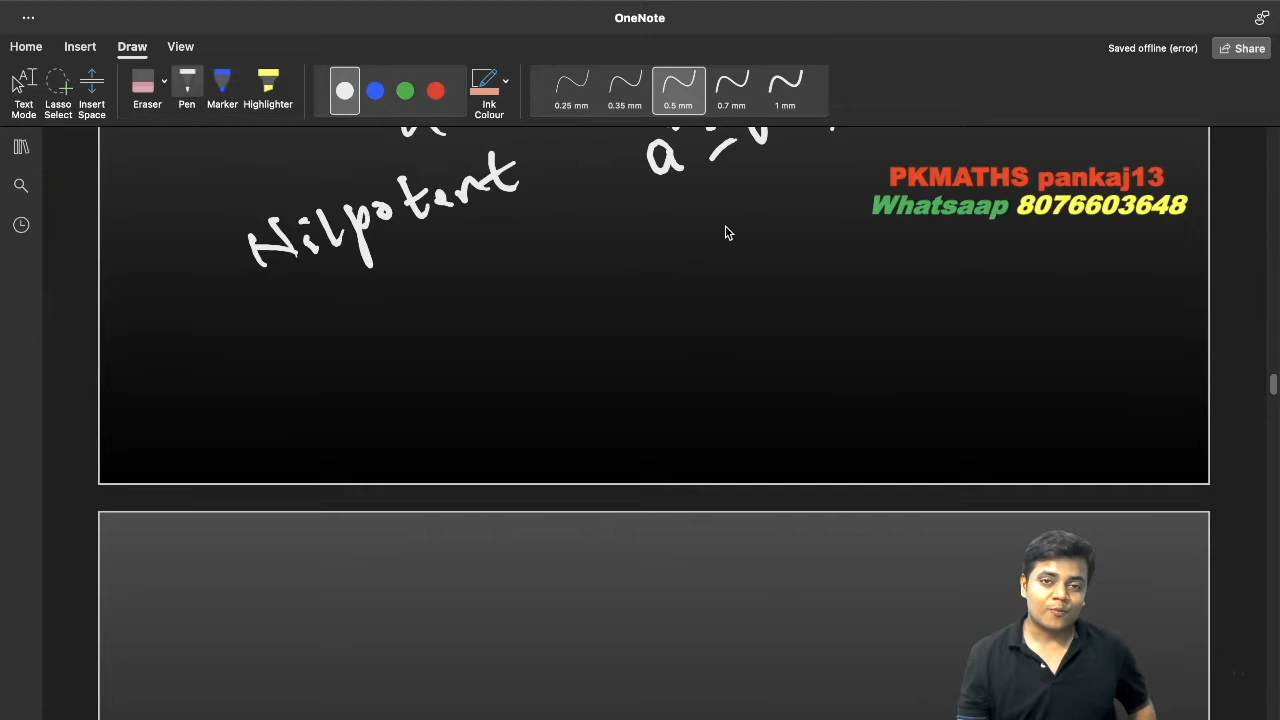 OneNote
Home Insert Draw View
Saved offline (error) Share
Text Mode Lasso Select Insert Space Eraser Pen Marker Highlighter Ink Colour 0.25 mm 0.35 mm 0.5 mm 0.7 mm 1 mm
a
PKMATHS pankaj13
Whatsaap 8076603648
Nilpotent